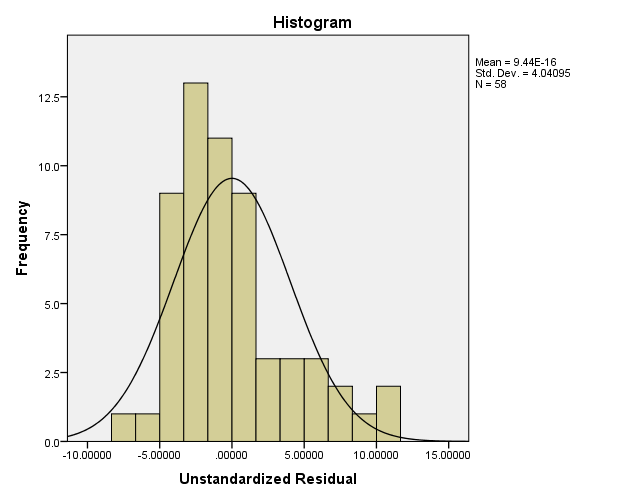 Histogram
Mean = 9.44E-16
Std. Dev. = 4.04095
N = 58
12.5
10.0
7.5
5.0
2.5
0.0
Frequency
-10.00000 -5.00000 .00000 5.00000 10.00000 15.00000
Unstandardized Residual